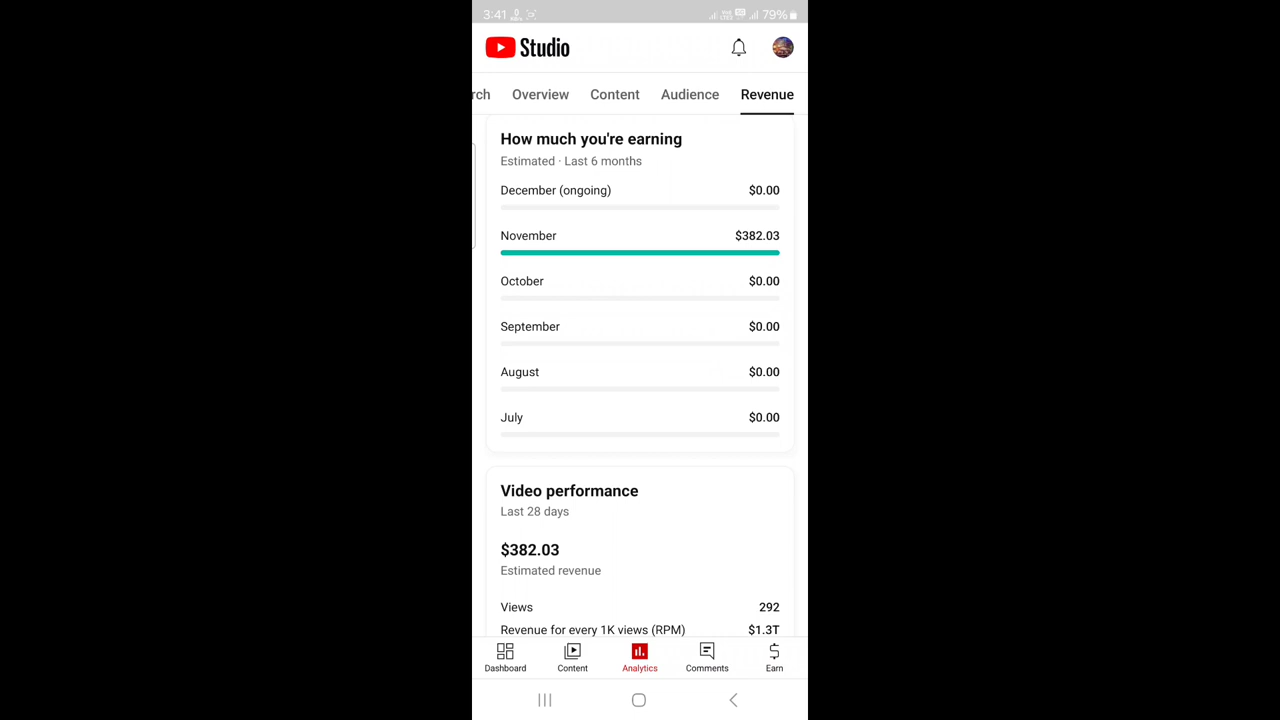 3:41 79%
Studio
rch Overview Content Audience Revenue
How much you're earning
Estimated · Last 6 months
December (ongoing) $0.00
November $382.03
October $0.00
September $0.00
August $0.00
July $0.00
Video performance
Last 28 days
$382.03
Estimated revenue
Views 292
Revenue for every 1K views (RPM) $1.3T
Dashboard Content Analytics Comments Earn